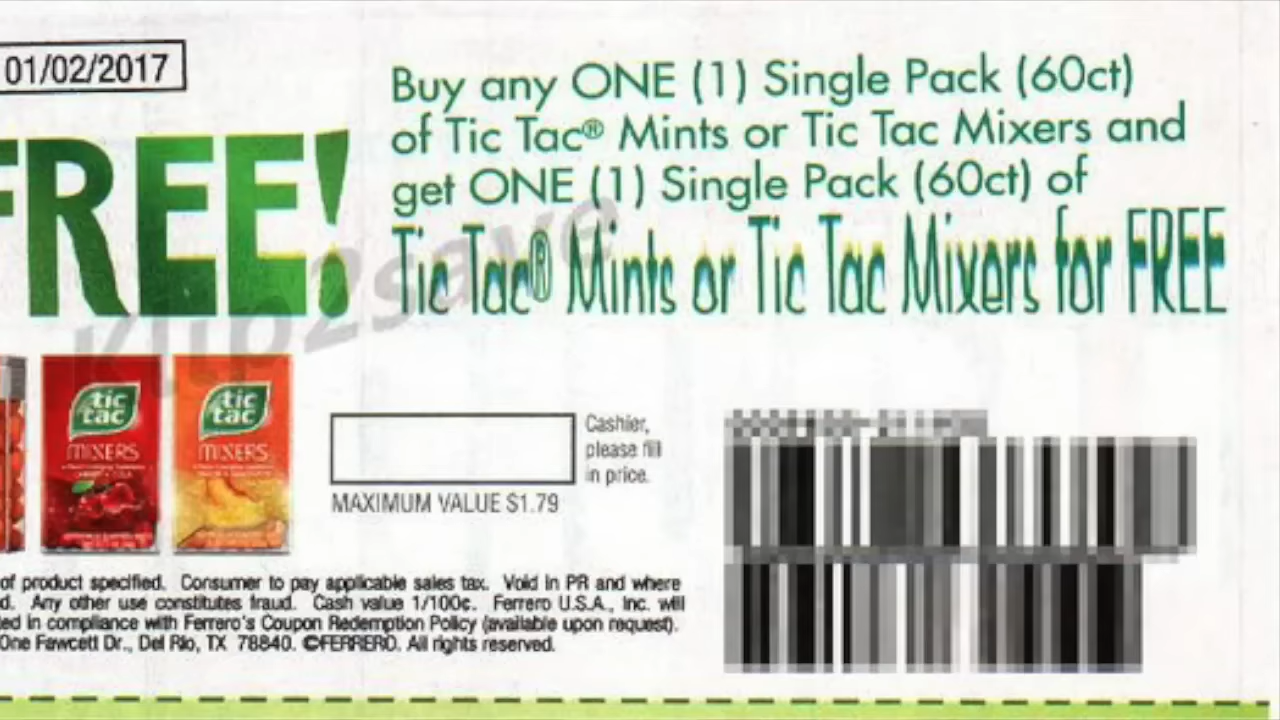 01/02/2017
FREE!
Buy any ONE (1) Single Pack (60ct)
of Tic Tac® Mints or Tic Tac Mixers and
get ONE (1) Single Pack (60ct) of
Tic Tac® Mints or Tic Tac Mixers for FREE
Klip2save
tic tac
MIXERS
tic tac
MIXERS
Cashier,
please fill
in price.
MAXIMUM VALUE $1.79
of product specified. Consumer to pay applicable sales tax. Void in PR and where
d. Any other use constitutes fraud. Cash value 1/100¢. Ferrero U.S.A., Inc. will
ed in compliance with Ferrero's Coupon Redemption Policy (available upon request).
One Fawcett Dr., Del Rio, TX 78840. ©FERRERO. All rights reserved.